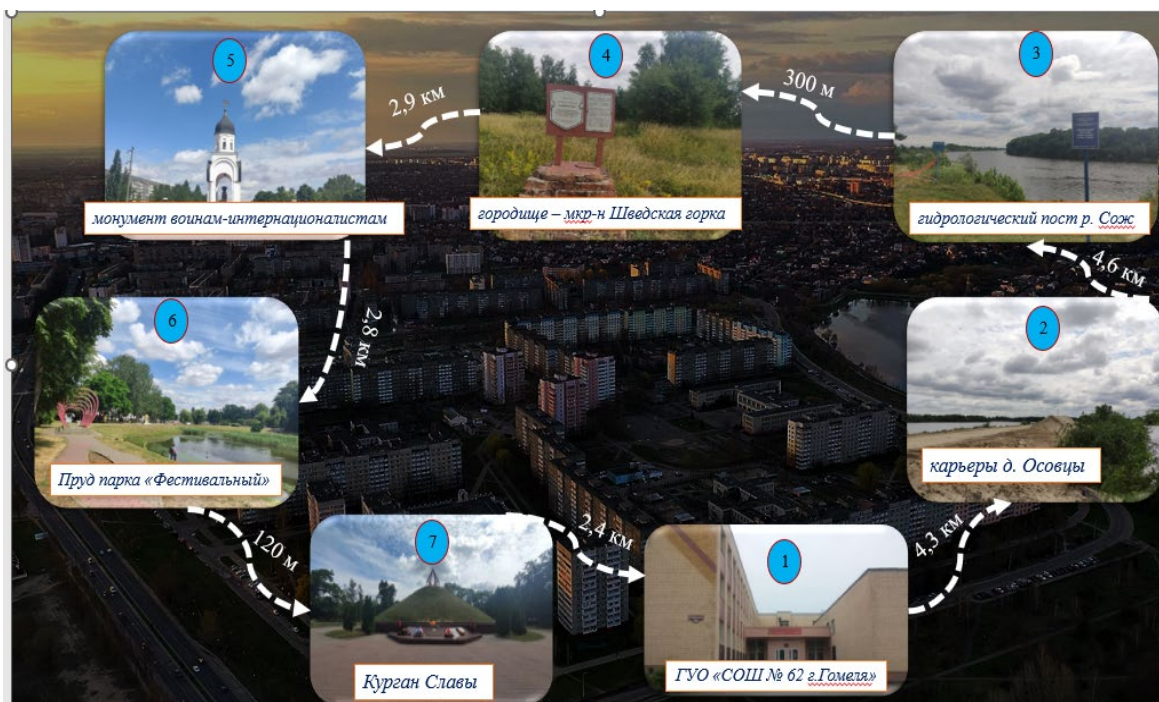 5
4
3
2,9 км
300 м
монумент воинам-интернационалистам
городище – мкр-н Шведская горка
гидрологический пост р. Сож
4,6 км
6
2,8 км
2
Пруд парка «Фестивальный»
карьеры д. Осовцы
120 м
7
2,4 км
1
4,3 км
Курган Славы
ГУО «СОШ № 62 г.Гомеля»